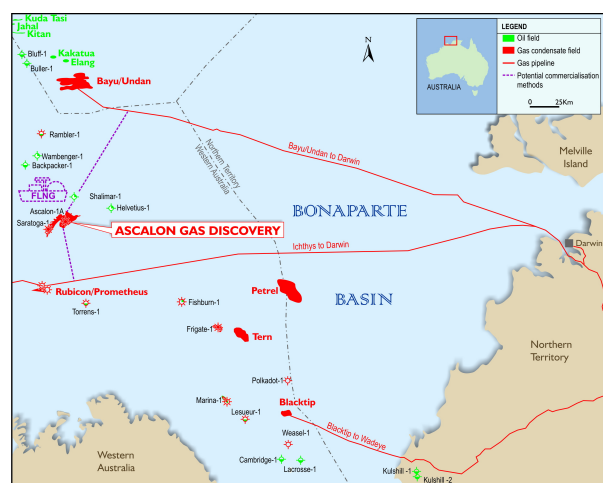 Kuda Tasi
Jahal
Kitan
Bluff-1
Kakatua
Elang
Buller-1
Bayu/Undan
N
AUSTRALIA
LEGEND
Oil field
Gas condensate field
Gas pipeline
Potential commercialisation
methods
0
25Km
Rambler-1
Wambenger-1
Backpacker-1
FLNG
Shalimar-1
Helvetius-1
Ascalon-1A
Saratoga-1
ASCALON GAS DISCOVERY
Northern Territory
Western Australia
Bayu/Undan to Darwin
Melville
Island
BONAPARTE
Ichthys to Darwin
Darwin
Rubicon/Prometheus
Torrens-1
Fishburn-1
Petrel
BASIN
Frigate-1
Tern
Northern
Territory
Polkadot-1
Marina-1
Lesueur-1
Blacktip
Blacktip to Wadeye
Weasel-1
Cambridge-1
Lacrosse-1
Western
Australia
Kulshill -1
Kulshill -2